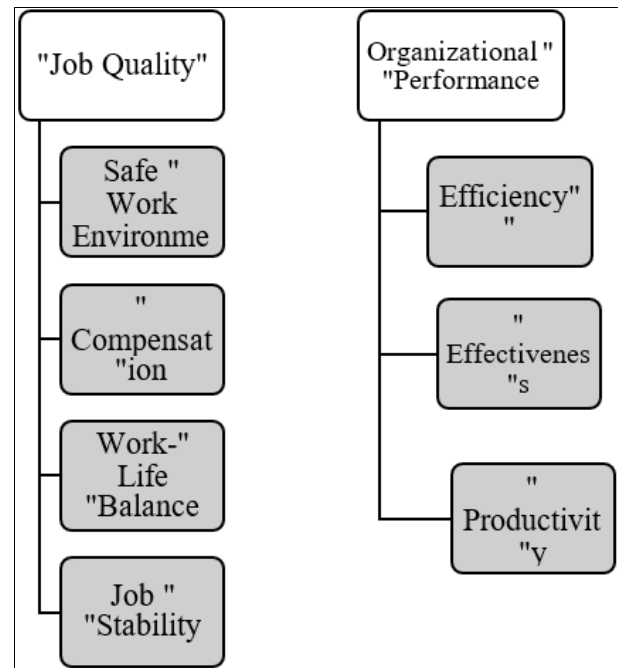 "Job Quality"
Safe "
Work
Environme
"
Compensat
"ion
Work-"
Life
"Balance
Job "
"Stability
Organizational "
"Performance
Efficiency"
"
"
Effectivenes
"s
"
Productivit
"y